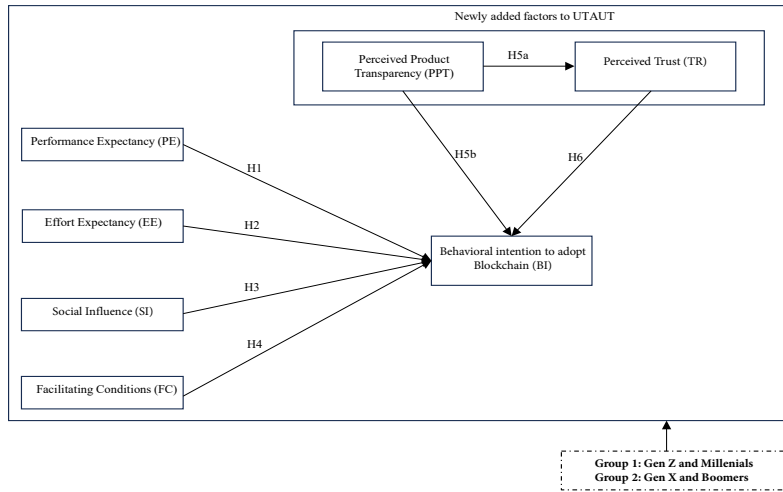 Newly added factors to UTAUT
Perceived Product
Transparency (PPT)
H5a
Perceived Trust (TR)
Performance Expectancy (PE)
H1
H5b
H6
Effort Expectancy (EE)
H2
Behavioral intention to adopt
Blockchain (BI)
H3
Social Influence (SI)
H4
Facilitating Conditions (FC)
Group 1: Gen Z and Millenials
Group 2: Gen X and Boomers